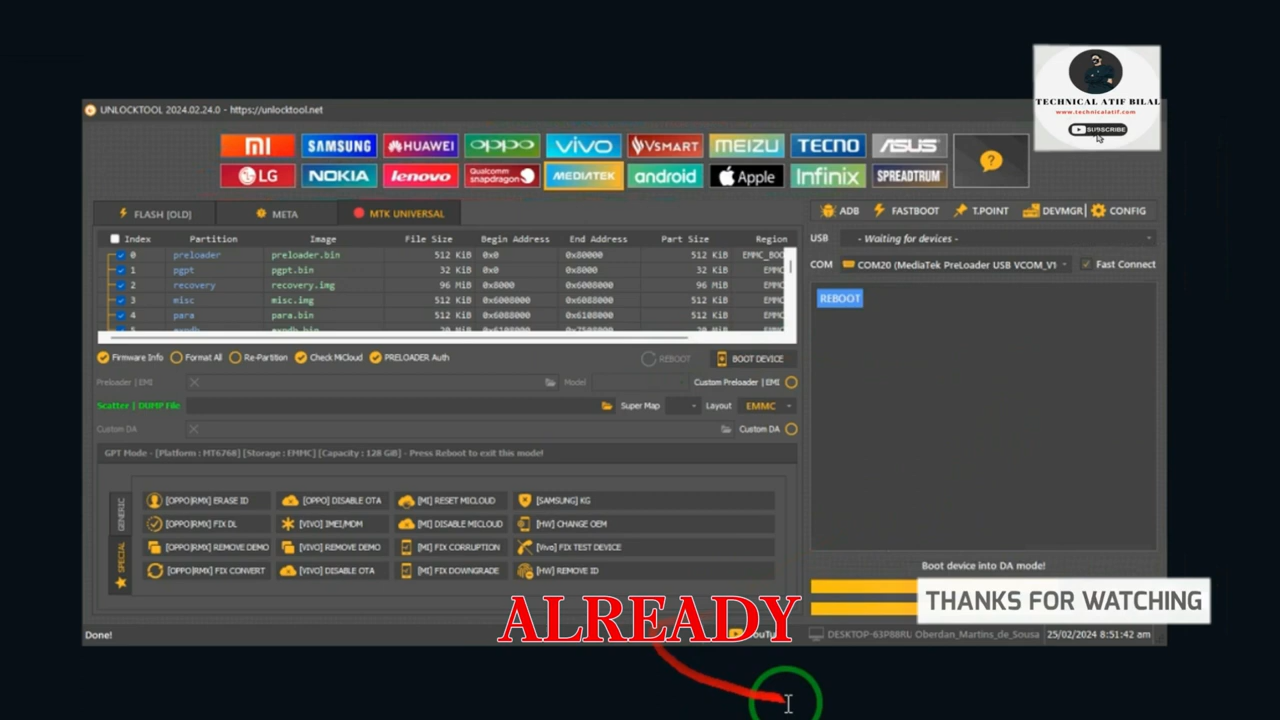 TECHNICAL ATIF BILAL
www.technicalatif.com
SUBSCRIBE
UNLOCKTOOL 2024.02.24.0 - https://unlocktool.net
mi SAMSUNG HUAWEI oppo vivo VSMART MEIZU TECNO ASUS
LG NOKIA lenovo Qualcomm snapdragon MEDIATEK android Apple Infinix SPREADTRUM ?
FLASH [OLD] META MTK UNIVERSAL
ADB FASTBOOT T.POINT DEVMGR CONFIG
USB - Waiting for devices -
COM COM20 (MediaTek PreLoader USB VCOM_V1 Fast Connect
Index Partition Image File Size Begin Address End Address Part Size Region
0 preloader preloader.bin 512 KiB 0x0 0x80000 512 KiB EMMC_BOO
1 pgpt pgpt.bin 32 KiB 0x0 0x8000 32 KiB EMMC
2 recovery recovery.img 96 MiB 0x8000 0x6008000 96 MiB EMMC
3 misc misc.img 512 KiB 0x6008000 0x6088000 512 KiB EMMC
4 para para.bin 512 KiB 0x6088000 0x6108000 512 KiB EMMC
REBOOT
Firmware Info Format All Re-Partition Check MiCloud PRELOADER Auth REBOOT BOOT DEVICE
Preloader | EMI Model Custom Preloader | EMI
Scatter | DUMP File Super Map Layout EMMC
Custom DA Custom DA
GPT Mode - [Platform : MT6768] [Storage : EMMC] [Capacity : 128 GiB] - Press Reboot to exit this mode!
GENERIC
SPECIAL
[OPPO|RMX] ERASE ID [OPPO] DISABLE OTA [MI] RESET MICLOUD [SAMSUNG] KG
[OPPO|RMX] FIX DL [VIVO] IMEI/MDM [MI] DISABLE MICLOUD [HW] CHANGE OEM
[OPPO|RMX] REMOVE DEMO [VIVO] REMOVE DEMO [MI] FIX CORRUPTION [Vivo] FIX TEST DEVICE
[OPPO|RMX] FIX CONVERT [VIVO] DISABLE OTA [MI] FIX DOWNGRADE [HW] REMOVE ID
Boot device into DA mode!
THANKS FOR WATCHING
ALREADY
Done! DESKTOP-63P88RU Oberdan_Martins_de_Sousa 25/02/2024 8:51:42 am